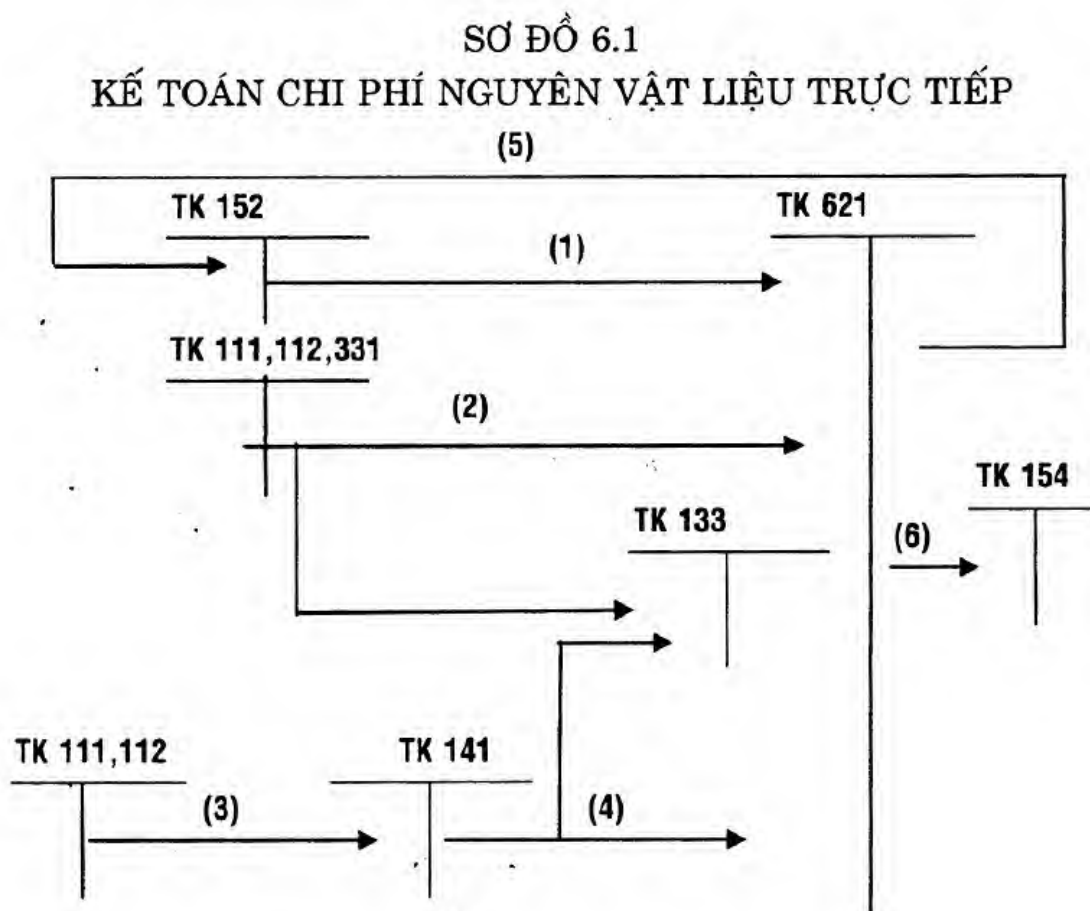 SƠ ĐỒ 6.1
KẾ TOÁN CHI PHÍ NGUYÊN VẬT LIỆU TRỰC TIẾP
(5)
TK 152
TK 621
(1)
TK 111,112,331
(2)
TK 154
TK 133
(6)
TK 111,112
TK 141
(3)
(4)